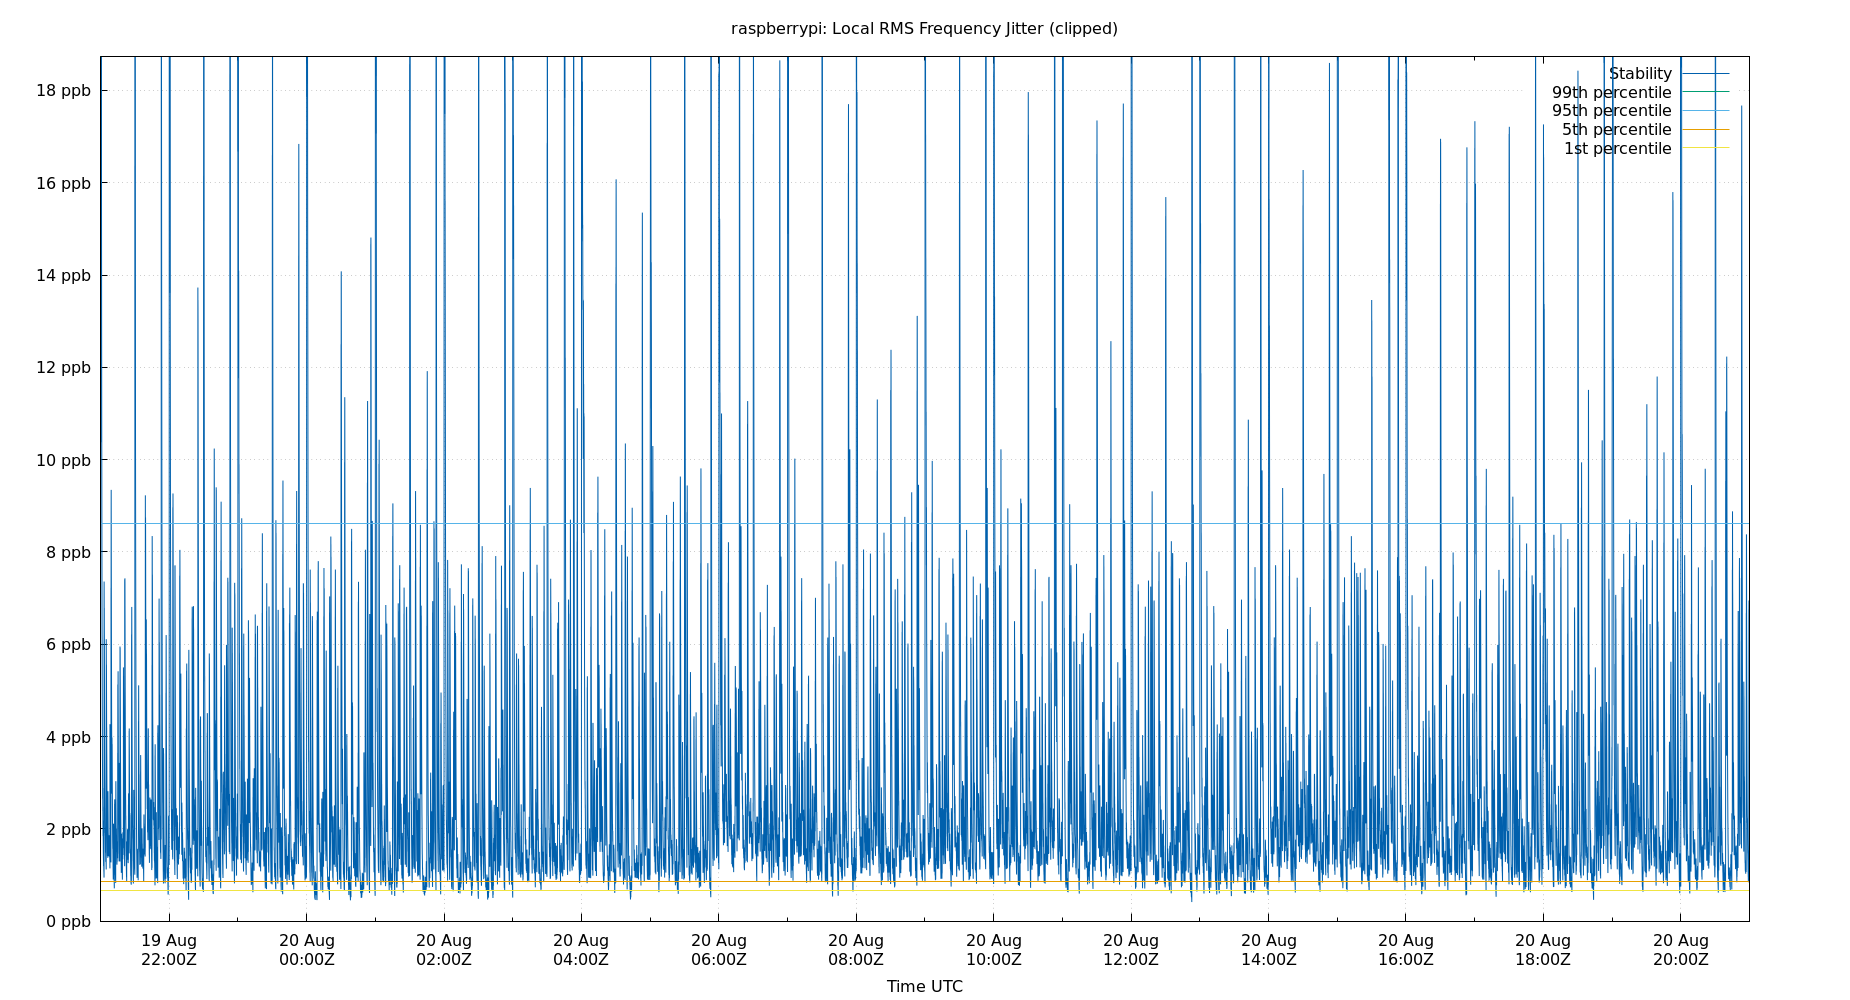 raspberrypi: Local RMS Frequency Jitter (clipped)
18 ppb
16 ppb
14 ppb
12 ppb
10 ppb
8 ppb
6 ppb
4 ppb
2 ppb
0 ppb
Stability
99th percentile
95th percentile
5th percentile
1st percentile
19 Aug 22:00Z
20 Aug 00:00Z
20 Aug 02:00Z
20 Aug 04:00Z
20 Aug 06:00Z
20 Aug 08:00Z
20 Aug 10:00Z
20 Aug 12:00Z
20 Aug 14:00Z
20 Aug 16:00Z
20 Aug 18:00Z
20 Aug 20:00Z
Time UTC